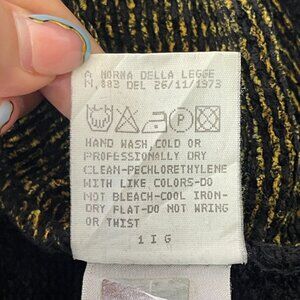 A NORMA DELLA LEGGE
N.883 DEL 26/11/1973
P
HAND WASH,COLD OR
PROFESSIONALLY DRY
CLEAN-PECHLORETHYLENE
WITH LIKE COLORS-DO
NOT BLEACH-COOL IRON-
DRY FLAT-DO NOT WRING
OR TWIST
1 I G